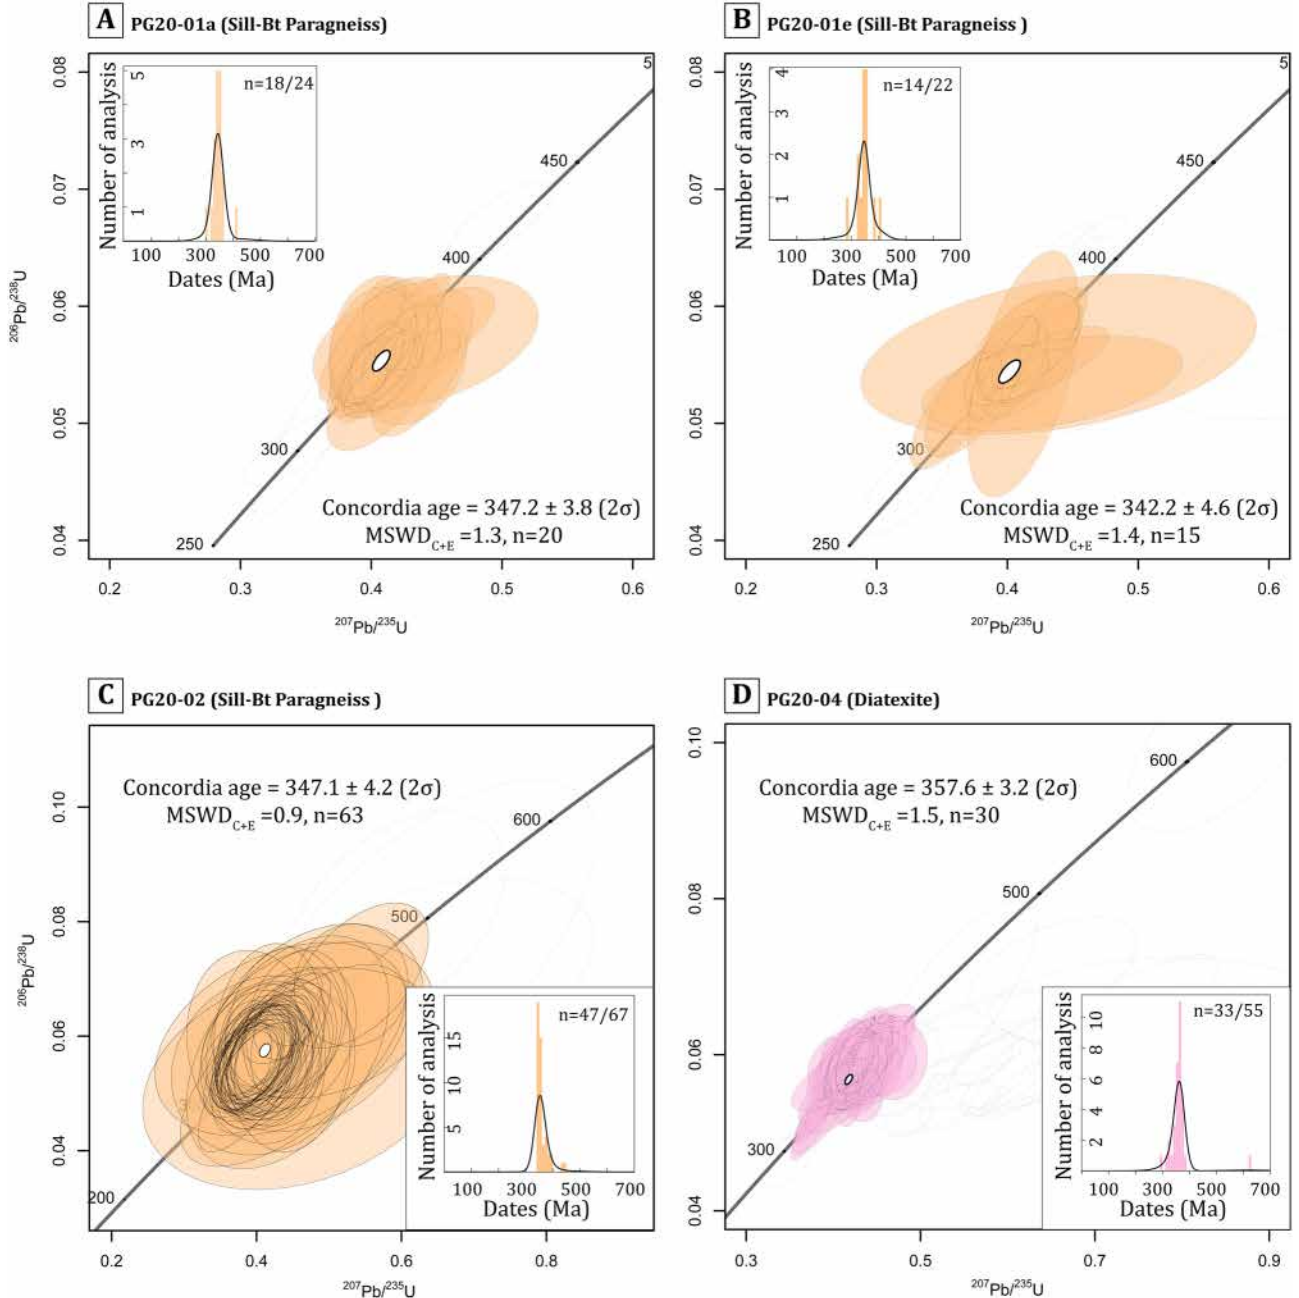 A PG20-01a (Sill-Bt Paragneiss)
0.08
0.07
0.06
0.05
0.04
²⁰⁶Pb/²³⁸U
Number of analysis
5
3
1
n=18/24
100 300 500 700
Dates (Ma)
5
450
400
300
250
Concordia age = 347.2 ± 3.8 (2σ)
MSWD_C+E =1.3, n=20
0.2 0.3 0.4 0.5 0.6
²⁰⁷Pb/²³⁵U
B PG20-01e (Sill-Bt Paragneiss )
0.08
0.07
0.06
0.05
0.04
Number of analysis
4
3
2
1
n=14/22
100 300 500 700
Dates (Ma)
5
450
400
300
250
Concordia age = 342.2 ± 4.6 (2σ)
MSWD_C+E =1.4, n=15
0.2 0.3 0.4 0.5 0.6
²⁰⁷Pb/²³⁵U
C PG20-02 (Sill-Bt Paragneiss )
Concordia age = 347.1 ± 4.2 (2σ)
MSWD_C+E =0.9, n=63
0.10
0.08
0.06
0.04
²⁰⁶Pb/²³⁸U
600
500
200
Number of analysis
15
10
5
n=47/67
100 300 500 700
Dates (Ma)
0.2 0.4 0.6 0.8
²⁰⁷Pb/²³⁵U
D PG20-04 (Diatexite)
Concordia age = 357.6 ± 3.2 (2σ)
MSWD_C+E =1.5, n=30
0.10
0.08
0.06
0.04
600
500
300
Number of analysis
10
8
6
4
2
n=33/55
100 300 500 700
Dates (Ma)
0.3 0.5 0.7 0.9
²⁰⁷Pb/²³⁵U